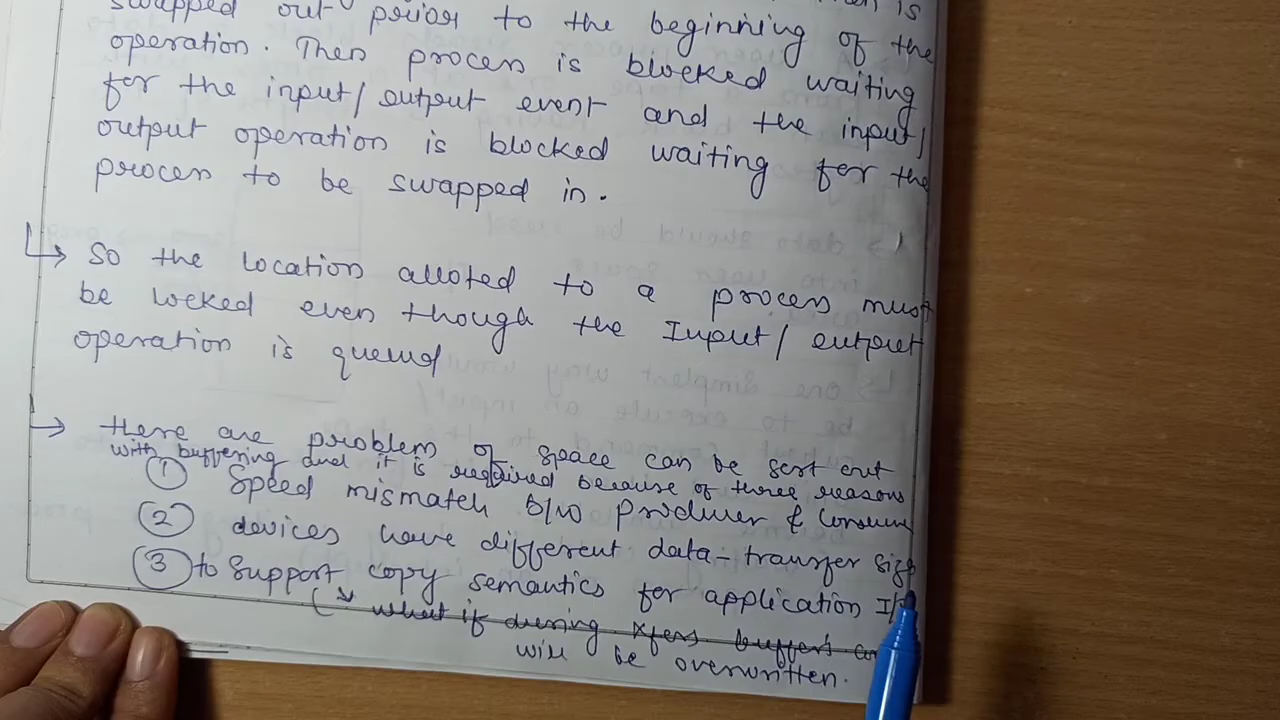 swapped out prior to the beginning of the
operation. Then process is blocked waiting
for the input/output event and the input/
output operation is blocked waiting for the
process to be swapped in.
↳ So the location alloted to a process must
be locked even though the Input/output
operation is queued
→ there are problem of space can be sort out
with buffering and it is required because of three reasons
① Speed mismatch b/w Producer & Consumer
② devices have different data-transfer size
③ to support copy semantics for application I/O
(↘ what if during xfers buffers
will be overwritten.